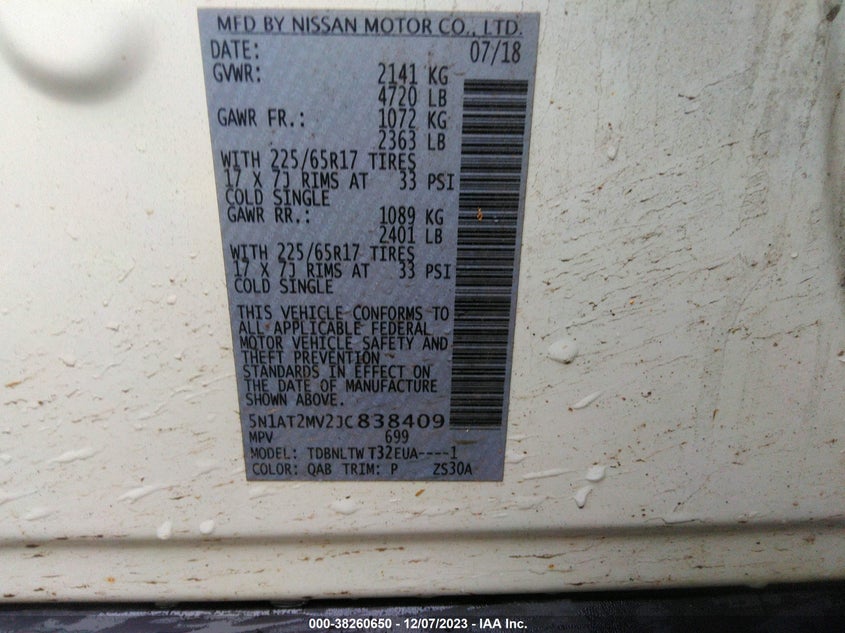 MFD BY NISSAN MOTOR CO., LTD.
DATE: 07/18
GVWR: 2141 KG
4720 LB
GAWR FR.: 1072 KG
2363 LB
WITH 225/65R17 TIRES
17 X 7J RIMS AT 33 PSI
COLD SINGLE
GAWR RR.: 1089 KG
2401 LB
WITH 225/65R17 TIRES
17 X 7J RIMS AT 33 PSI
COLD SINGLE
THIS VEHICLE CONFORMS TO
ALL APPLICABLE FEDERAL
MOTOR VEHICLE SAFETY AND
THEFT PREVENTION
STANDARDS IN EFFECT ON
THE DATE OF MANUFACTURE
SHOWN ABOVE.
5N1AT2MV2JC838409
MPV 699
MODEL: TDBNLTW T32EUA----1
COLOR: QAB TRIM: P ZS30A
000-38260650 - 12/07/2023 - IAA Inc.